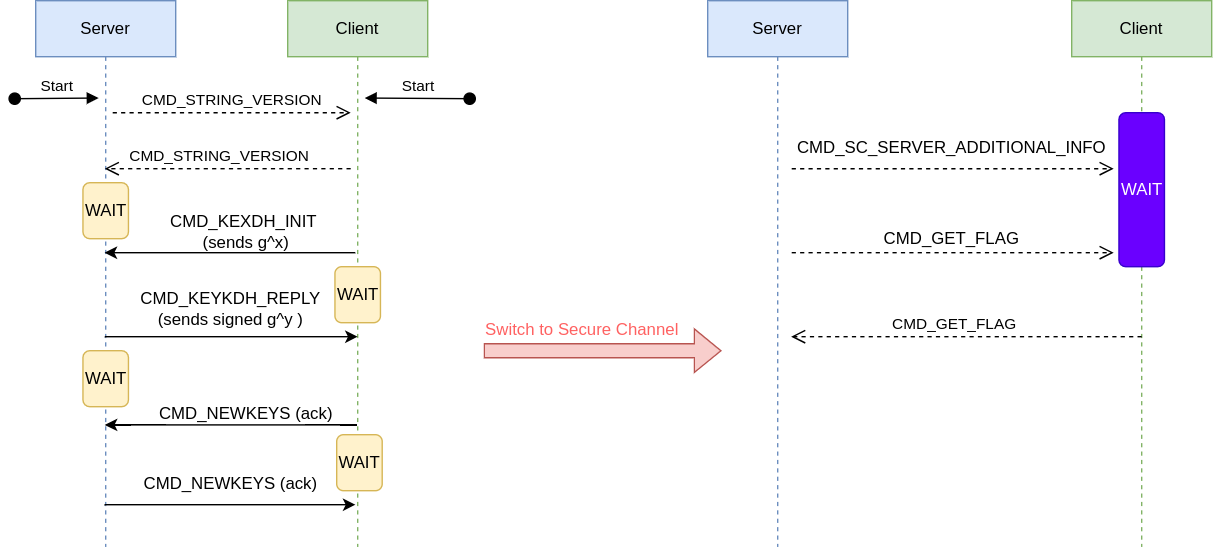 Server
Client
Server
Client
Start
Start
CMD_STRING_VERSION
CMD_STRING_VERSION
WAIT
CMD_KEXDH_INIT
(sends g^x)
WAIT
CMD_KEYKDH_REPLY
(sends signed g^y )
WAIT
CMD_NEWKEYS (ack)
WAIT
CMD_NEWKEYS (ack)
Switch to Secure Channel
CMD_SC_SERVER_ADDITIONAL_INFO
WAIT
CMD_GET_FLAG
CMD_GET_FLAG